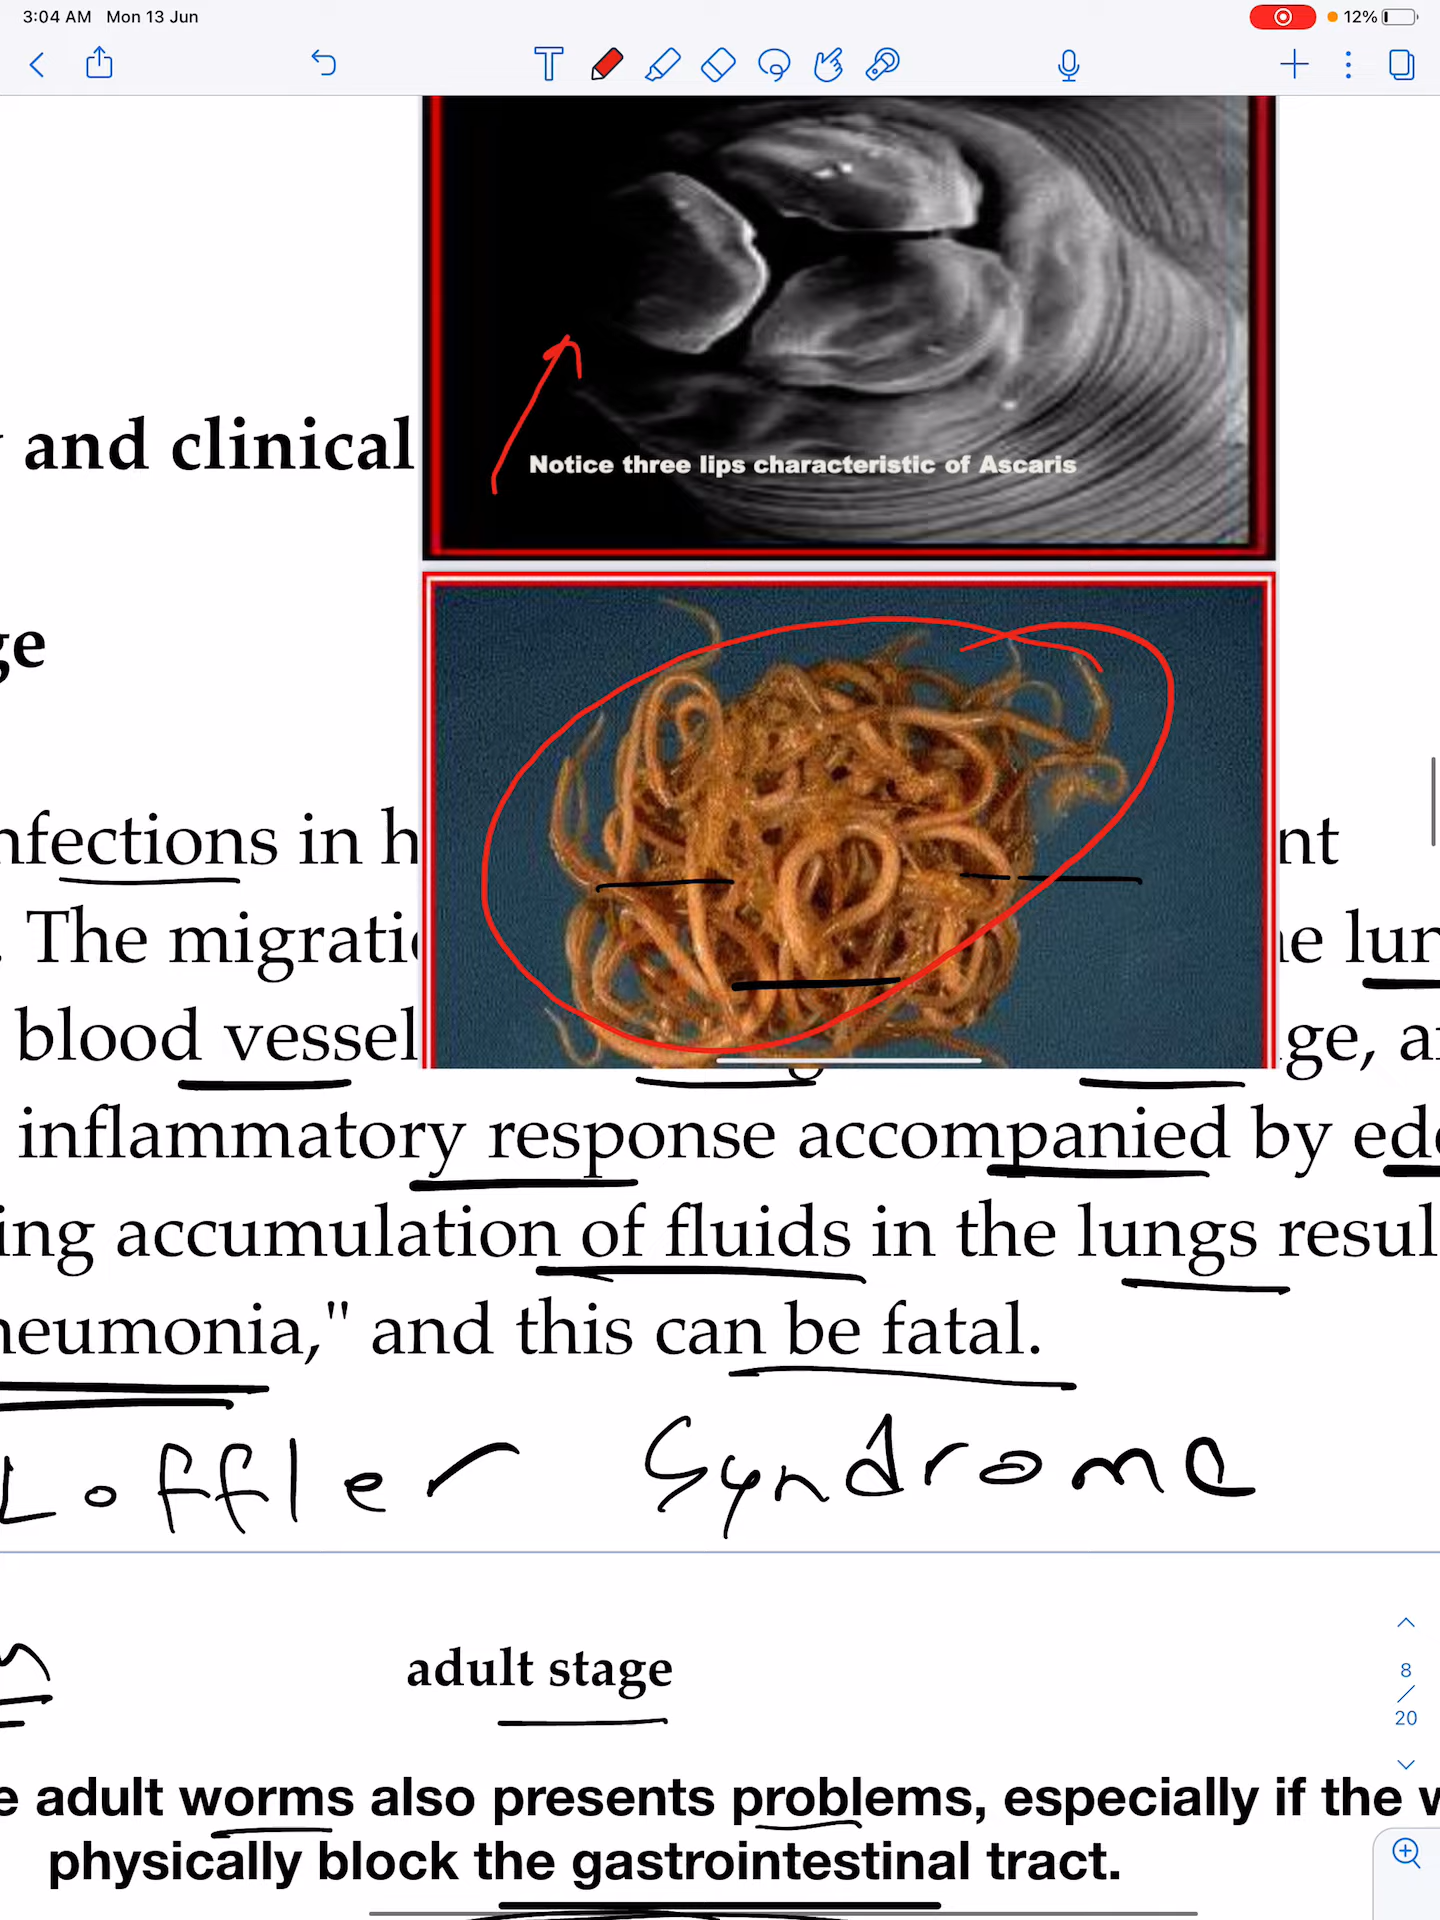 3:04 AM Mon 13 Jun
12%
Notice three lips characteristic of Ascaris
and clinical
ge
nfections in h nt
. The migrati e lur
blood vessel ge, a
inflammatory response accompanied by ede
ing accumulation of fluids in the lungs resul
neumonia," and this can be fatal.
Loffler Syndrome
adult stage
8
/
20
e adult worms also presents problems, especially if the w
physically block the gastrointestinal tract.